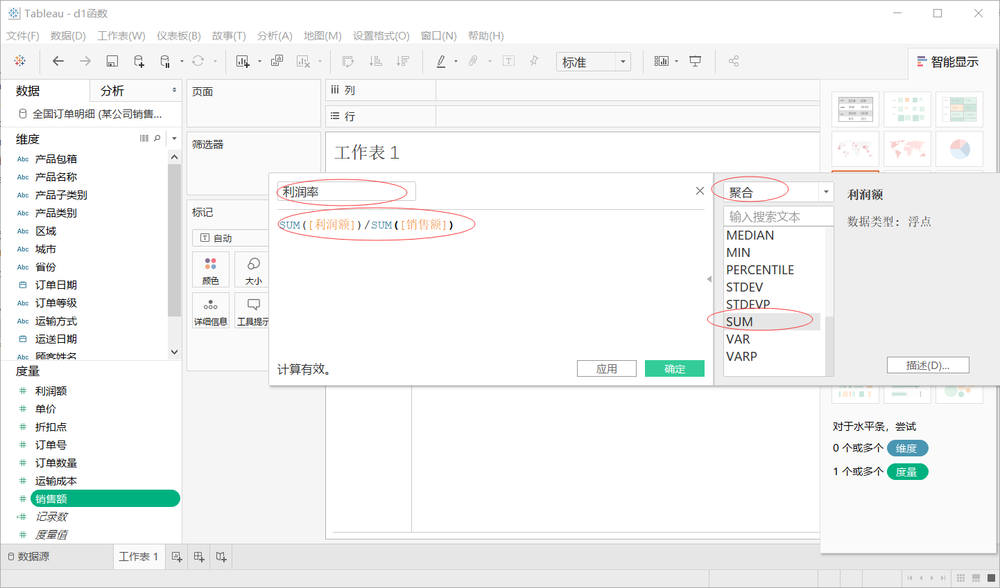 Tableau - d1函数
文件(F) 数据(D) 工作表(W) 仪表板(B) 故事(T) 分析(A) 地图(M) 设置格式(O) 窗口(N) 帮助(H)
标准
智能显示
数据 分析
全国订单明细 (某公司销售...
维度
Abc 产品包箱
Abc 产品名称
Abc 产品子类别
Abc 产品类别
Abc 区域
Abc 城市
Abc 省份
订单日期
Abc 订单等级
Abc 运输方式
运送日期
Abc 顾客姓名
度量
利润额
单价
折扣点
订单号
订单数量
运输成本
销售额
记录数
度量值
页面
筛选器
标记
自动
颜色 大小
详细信息 工具提示
列
行
工作表 1
利润率
SUM([利润额])/SUM([销售额])
计算有效。
应用 确定
聚合
输入搜索文本
MEDIAN
MIN
PERCENTILE
STDEV
STDEVP
SUM
VAR
VARP
利润额
数据类型: 浮点
描述(D)...
对于水平条，尝试
0 个或多个 维度
1 个或多个 度量
数据源 工作表 1